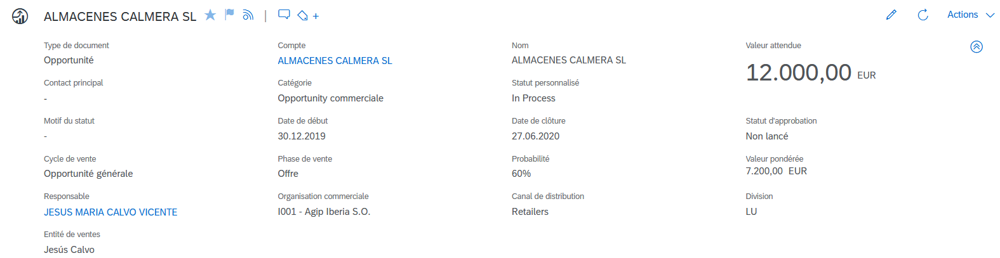 ALMACENES CALMERA SL
Actions
Type de document
Opportunité
Compte
ALMACENES CALMERA SL
Nom
ALMACENES CALMERA SL
Valeur attendue
12.000,00 EUR
Contact principal
-
Catégorie
Opportunity commerciale
Statut personnalisé
In Process
Motif du statut
-
Date de début
30.12.2019
Date de clôture
27.06.2020
Statut d'approbation
Non lancé
Cycle de vente
Opportunité générale
Phase de vente
Offre
Probabilité
60%
Valeur pondérée
7.200,00 EUR
Responsable
JESUS MARIA CALVO VICENTE
Organisation commerciale
I001 - Agip Iberia S.O.
Canal de distribution
Retailers
Division
LU
Entité de ventes
Jesús Calvo